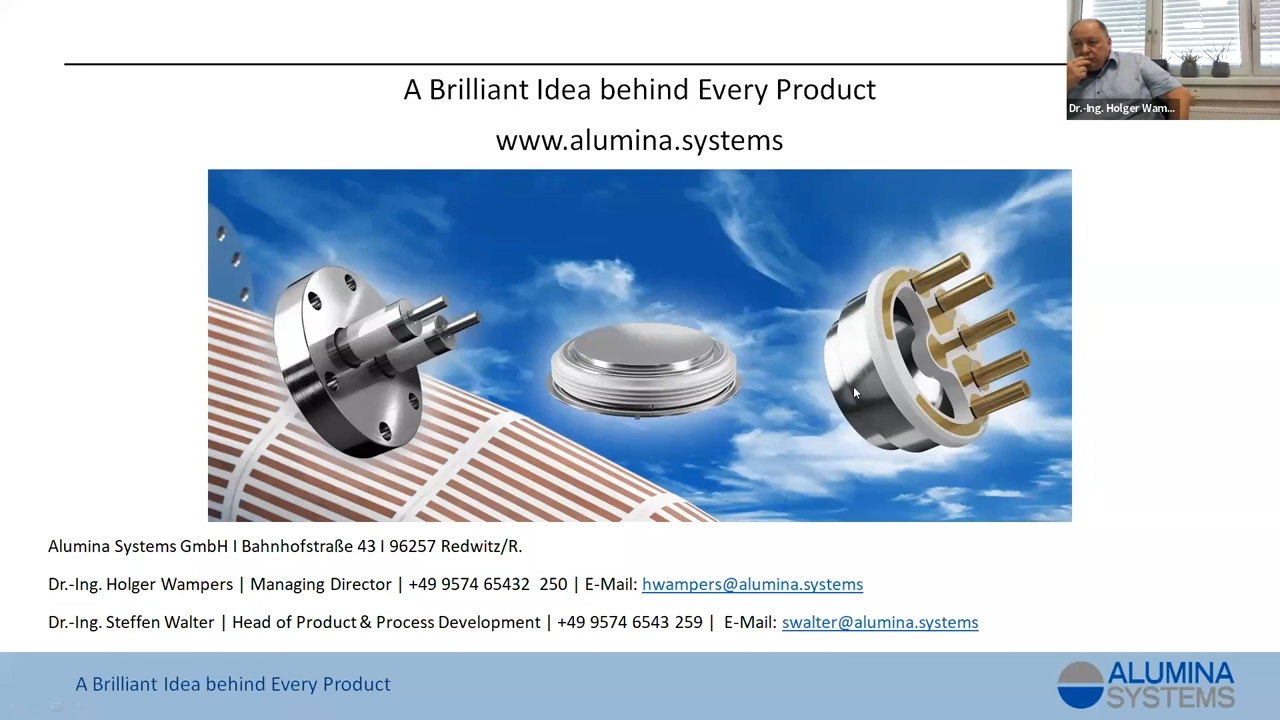 A Brilliant Idea behind Every Product
Dr.-Ing. Holger Wam...
www.alumina.systems
Alumina Systems GmbH I Bahnhofstraße 43 I 96257 Redwitz/R.
Dr.-Ing. Holger Wampers | Managing Director | +49 9574 65432 250 | E-Mail: hwampers@alumina.systems
Dr.-Ing. Steffen Walter | Head of Product & Process Development | +49 9574 6543 259 | E-Mail: swalter@alumina.systems
A Brilliant Idea behind Every Product
ALUMINA
SYSTEMS